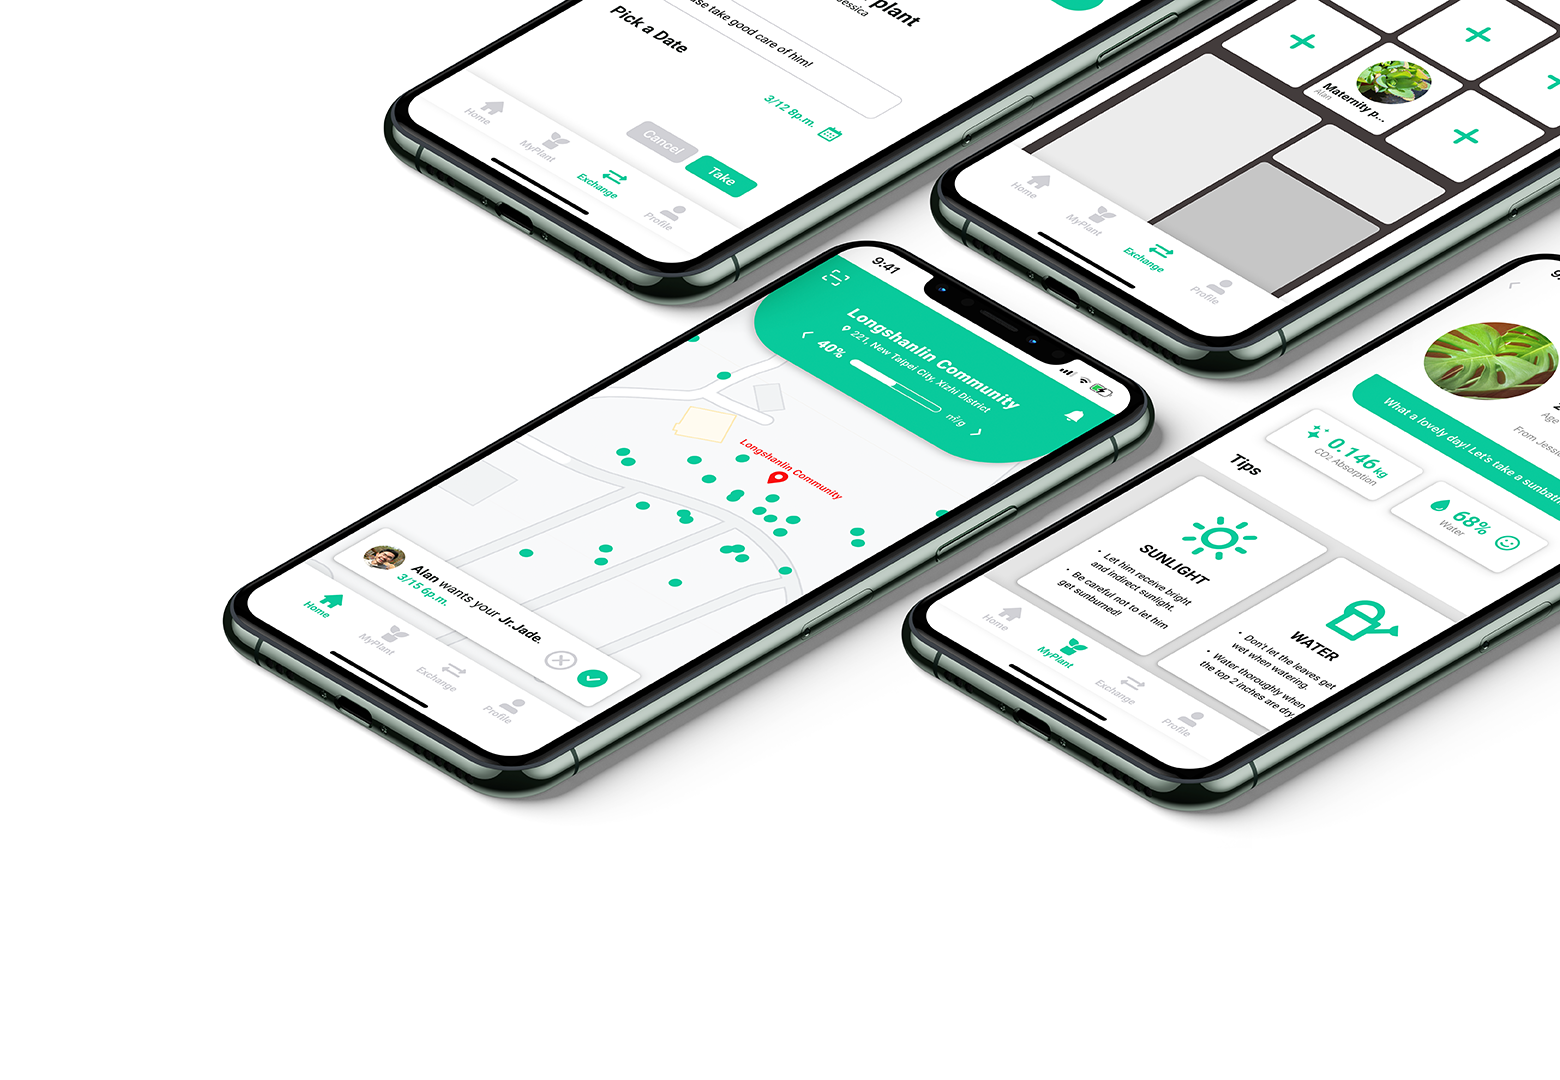 plant
Jessica
ase take good care of him!
Pick a Date
3/12 8p.m.
Cancel
Take
Home
MyPlant
Exchange
Profile
Maternity p...
Alan
Home
MyPlant
Exchange
Profile
9:41
Longshanlin Community
221, New Taipei City, Xizhi District
40%
m²/g
Longshanlin Community
Alan wants your Jr.Jade.
3/15 6p.m.
Home
MyPlant
Exchange
Profile
9:
Age
From Jessi
What a lovely day! Let's take a sunbath
0.146 kg
CO2 Absorption
68%
Water
Tips
SUNLIGHT
• Let him receive bright
and indirect sunlight.
• Be careful not to let him
get sunburned!
WATER
• Don't let the leaves get
wet when watering.
• Water thoroughly when
the top 2 inches are dry.
Home
MyPlant
Exchange
Profile